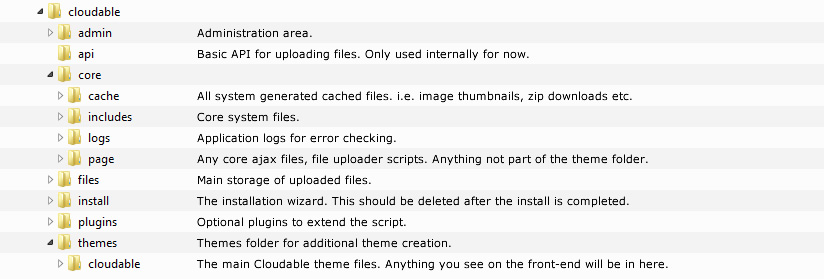 cloudable
admin Administration area.
api Basic API for uploading files. Only used internally for now.
core
cache All system generated cached files. i.e. image thumbnails, zip downloads etc.
includes Core system files.
logs Application logs for error checking.
page Any core ajax files, file uploader scripts. Anything not part of the theme folder.
files Main storage of uploaded files.
install The installation wizard. This should be deleted after the install is completed.
plugins Optional plugins to extend the script.
themes Themes folder for additional theme creation.
cloudable The main Cloudable theme files. Anything you see on the front-end will be in here.